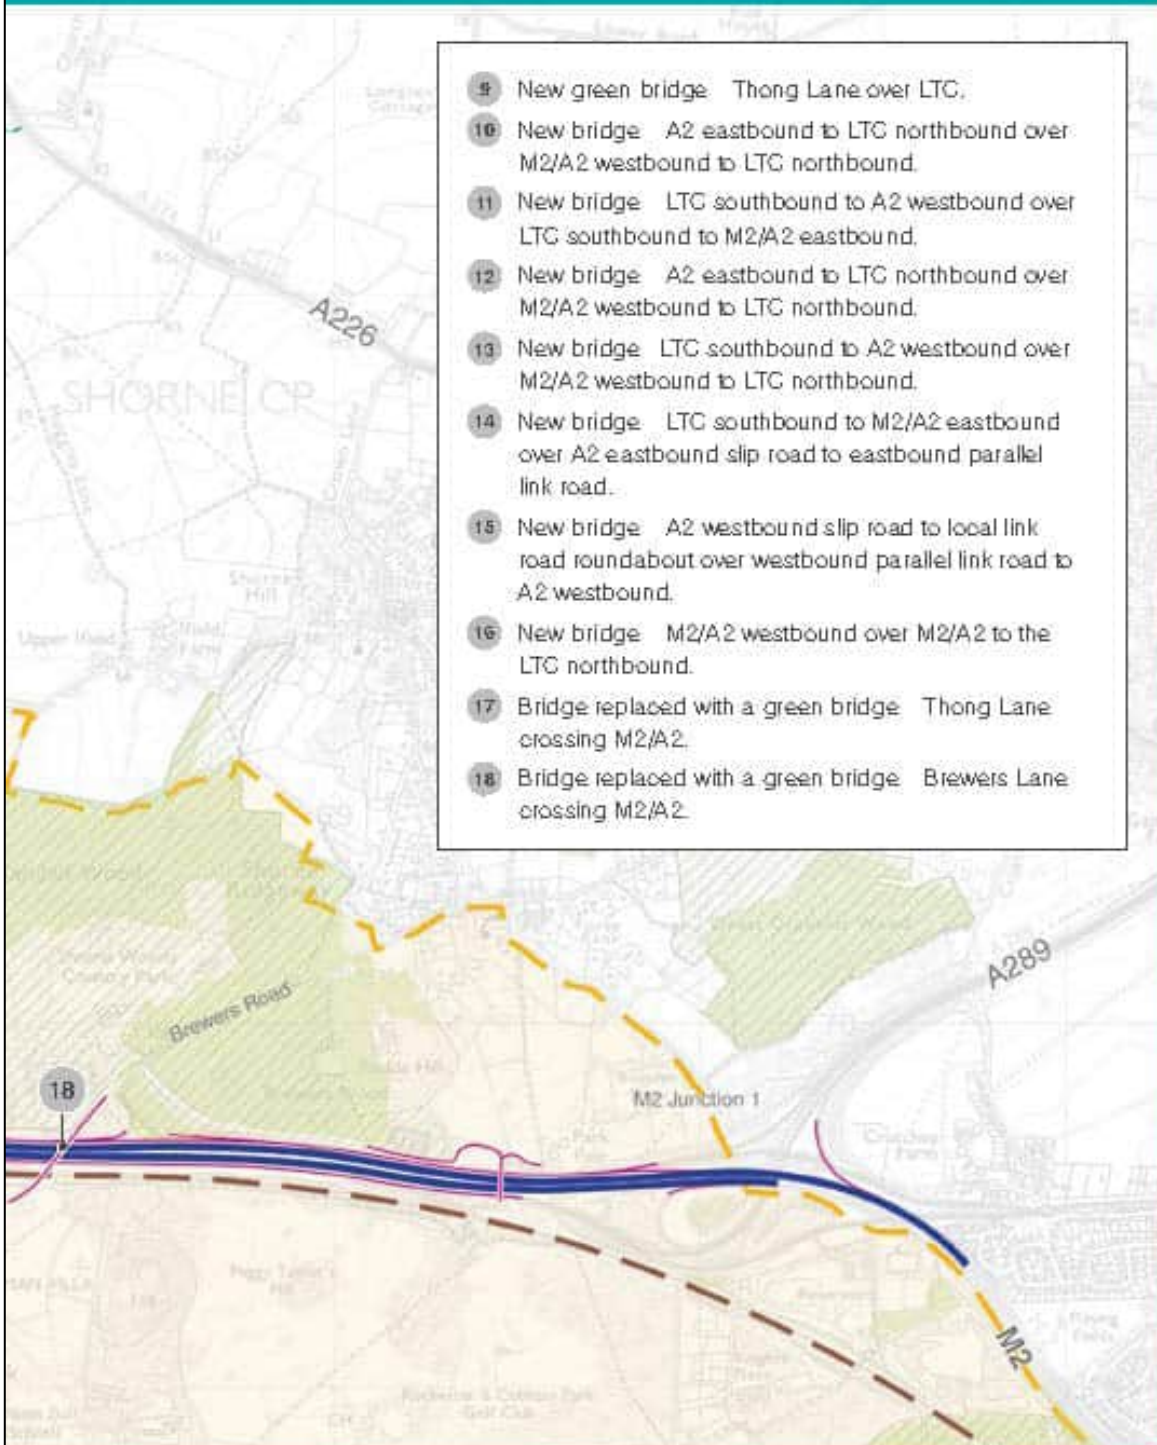 9 New green bridge Thong Lane over LTC.
10 New bridge A2 eastbound to LTC northbound over
M2/A2 westbound to LTC northbound.
11 New bridge LTC southbound to A2 westbound over
LTC southbound to M2/A2 eastbound.
12 New bridge A2 eastbound to LTC northbound over
M2/A2 westbound to LTC northbound.
13 New bridge LTC southbound to A2 westbound over
M2/A2 westbound to LTC northbound.
14 New bridge LTC southbound to M2/A2 eastbound
over A2 eastbound slip road to eastbound parallel
link road.
15 New bridge A2 westbound slip road to local link
road roundabout over westbound parallel link road to
A2 westbound.
16 New bridge M2/A2 westbound over M2/A2 to the
LTC northbound.
17 Bridge replaced with a green bridge Thong Lane
crossing M2/A2.
18 Bridge replaced with a green bridge Brewers Lane
crossing M2/A2.
A226
SHORNE CP
Shorne
Hill
Upper Ifield
A289
Brewers Road
18
M2 Junction 1
Park
M2
Golf Club